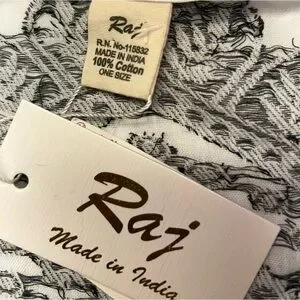 Raj
R.N. No-115832
MADE IN INDIA
100% Cotton
ONE SIZE
Raj
Made in India